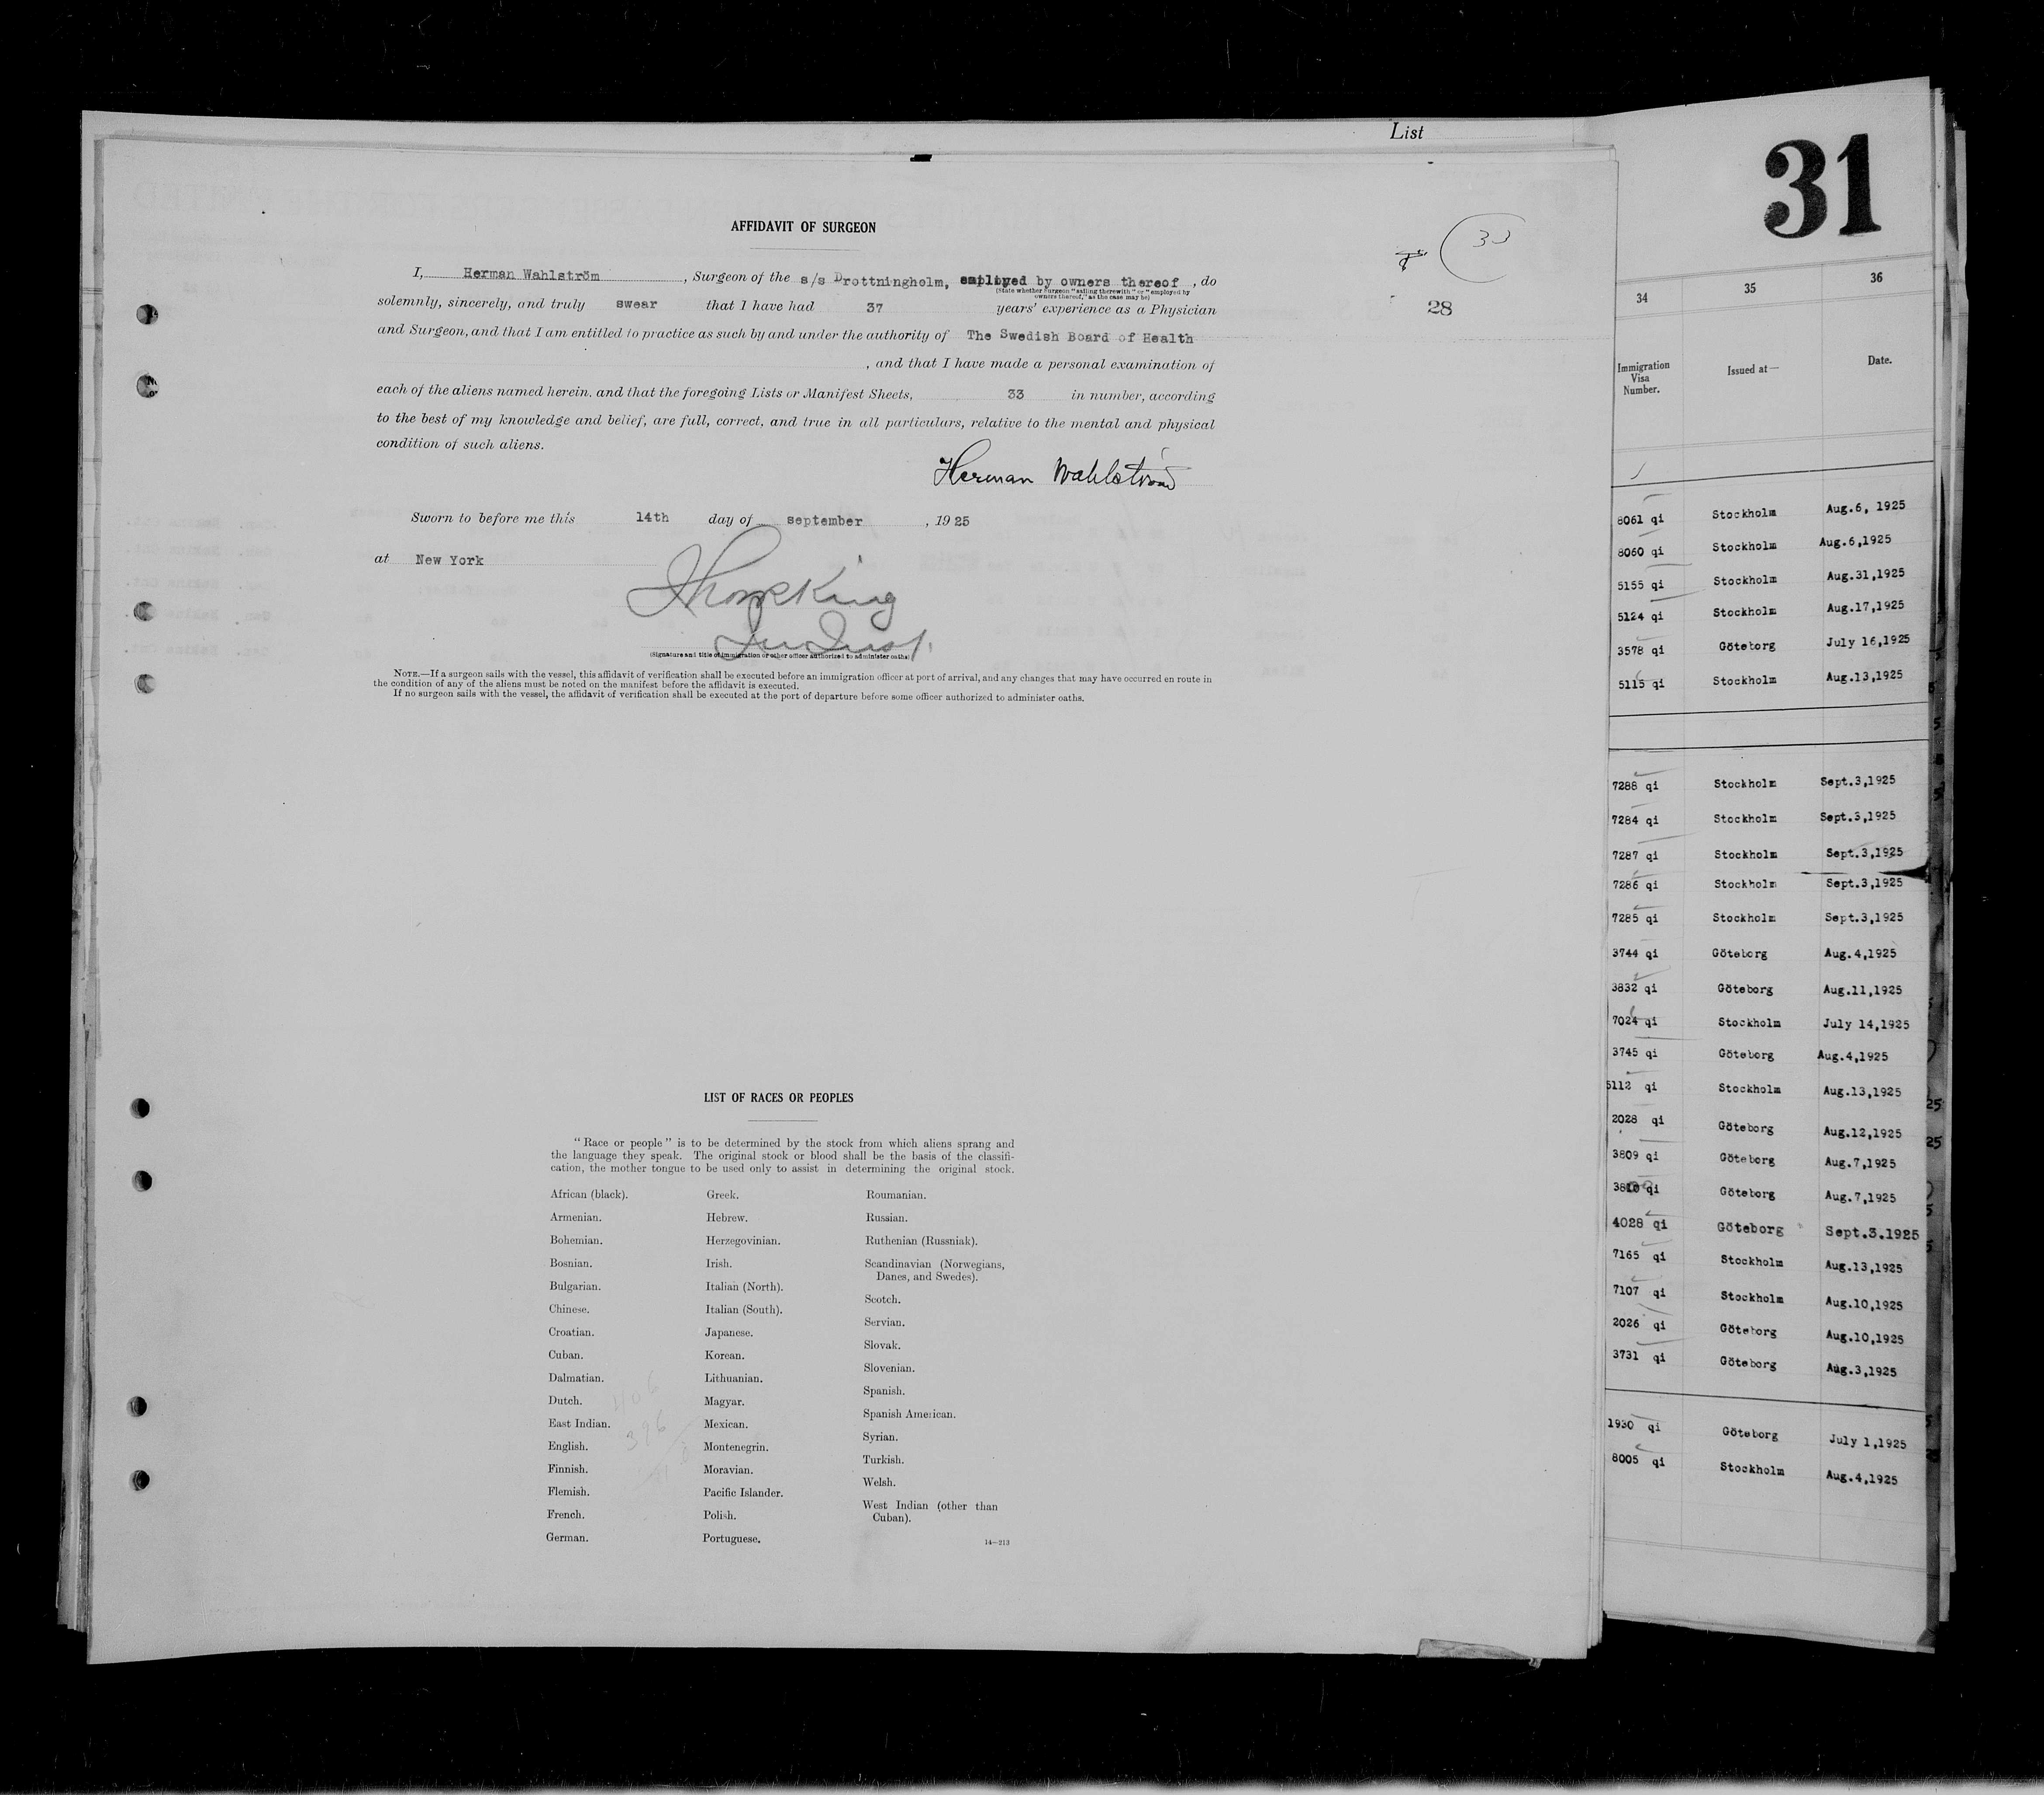 List
31
AFFIDAVIT OF SURGEON
I, Herman Wahlström, Surgeon of the s/s Drottningholm, employed by owners thereof, do
(State whether surgeon "sailing therewith" or "employed by
owners thereof," as the case may be)
solemnly, sincerely, and truly swear that I have had 37 years' experience as a Physician
28
and Surgeon, and that I am entitled to practice as such by and under the authority of The Swedish Board of Health
, and that I have made a personal examination of
each of the aliens named herein, and that the foregoing Lists or Manifest Sheets, 33 in number, according
to the best of my knowledge and belief, are full, correct, and true in all particulars, relative to the mental and physical
condition of such aliens.
Herman Wahlström
Sworn to before me this 14th day of september, 1925
at New York
(Signature and title of immigration or other officer authorized to administer oaths)
NOTE.—If a surgeon sails with the vessel, this affidavit of verification shall be executed before an immigration officer at port of arrival, and any changes that may have occurred en route in
the condition of any of the aliens must be noted on the manifest before the affidavit is executed.
If no surgeon sails with the vessel, the affidavit of verification shall be executed at the port of departure before some officer authorized to administer oaths.
LIST OF RACES OR PEOPLES
"Race or people" is to be determined by the stock from which aliens sprang and
the language they speak. The original stock or blood shall be the basis of the classifi-
cation, the mother tongue to be used only to assist in determining the original stock.
African (black).
Armenian.
Bohemian.
Bosnian.
Bulgarian.
Chinese.
Croatian.
Cuban.
Dalmatian.
Dutch.
East Indian.
English.
Finnish.
Flemish.
French.
German.
Greek.
Hebrew.
Herzegovinian.
Irish.
Italian (North).
Italian (South).
Japanese.
Korean.
Lithuanian.
Magyar.
Mexican.
Montenegrin.
Moravian.
Pacific Islander.
Polish.
Portuguese.
Roumanian.
Russian.
Ruthenian (Russniak).
Scandinavian (Norwegians,
Danes, and Swedes).
Scotch.
Servian.
Slovak.
Slovenian.
Spanish.
Spanish American.
Syrian.
Turkish.
Welsh.
West Indian (other than
Cuban).
14—213
34 35 36
Immigration
Visa
Number.
Issued at—
Date.
8061 qi Stockholm Aug.6, 1925
8060 qi Stockholm Aug.6,1925
5155 qi Stockholm Aug.31,1925
5124 qi Stockholm Aug.17,1925
3578 qi Göteborg July 16,1925
5115 qi Stockholm Aug.13,1925
7288 qi Stockholm Sept.3,1925
7284 qi Stockholm Sept.3,1925
7287 qi Stockholm Sept.3,1925
7286 qi Stockholm Sept.3,1925
7285 qi Stockholm Sept.3,1925
3744 qi Göteborg Aug.4,1925
3832 qi Göteborg Aug.11,1925
7024 qi Stockholm July 14,1925
3745 qi Göteborg Aug.4,1925
5112 qi Stockholm Aug.13,1925
2028 qi Göteborg Aug.12,1925
3809 qi Göteborg Aug.7,1925
qi Göteborg Aug.7,1925
4028 qi Göteborg Sept.3.1925
7165 qi Stockholm Aug.13,1925
7107 qi Stockholm Aug.10,1925
2026 qi Göteborg Aug.10,1925
3731 qi Göteborg Aug.3,1925
1930 qi Göteborg July 1,1925
8005 qi Stockholm Aug.4,1925